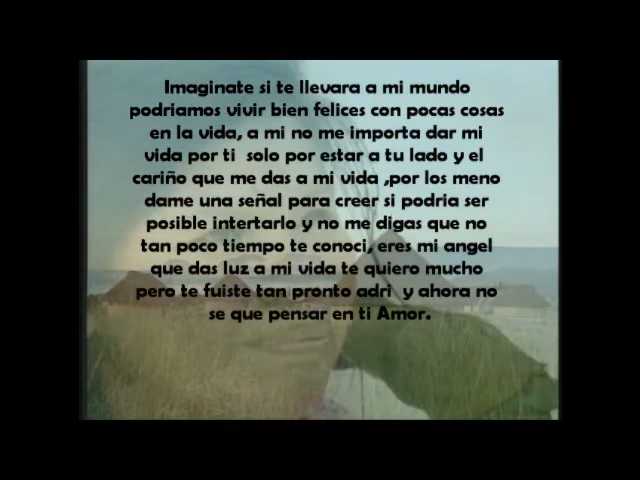 Imaginate si te llevara a mi mundo
podriamos vivir bien felices con pocas cosas
en la vida, a mi no me importa dar mi
vida por ti solo por estar a tu lado y el
cariño que me das a mi vida ,por los meno
dame una señal para creer si podria ser
posible intertarlo y no me digas que no
tan poco tiempo te conoci, eres mi angel
que das luz a mi vida te quiero mucho
pero te fuiste tan pronto adri y ahora no
se que pensar en ti Amor.